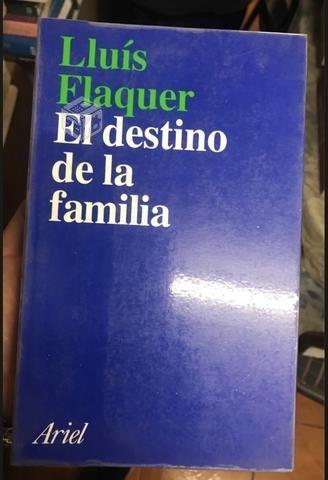 Lluís
Flaquer
El destino
de la
familia
Ariel